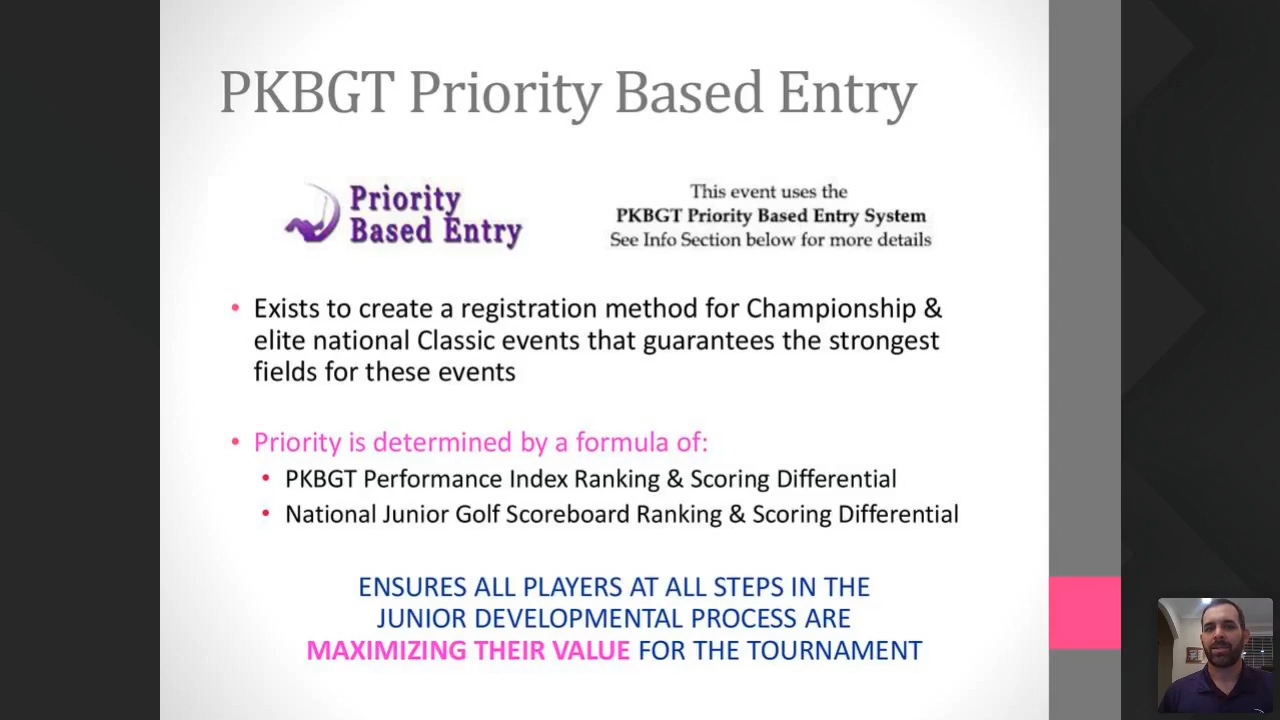 PKBGT Priority Based Entry
Priority
Based Entry
This event uses the
PKBGT Priority Based Entry System
See Info Section below for more details
• Exists to create a registration method for Championship &
elite national Classic events that guarantees the strongest
fields for these events
• Priority is determined by a formula of:
• PKBGT Performance Index Ranking & Scoring Differential
• National Junior Golf Scoreboard Ranking & Scoring Differential
ENSURES ALL PLAYERS AT ALL STEPS IN THE
JUNIOR DEVELOPMENTAL PROCESS ARE
MAXIMIZING THEIR VALUE FOR THE TOURNAMENT